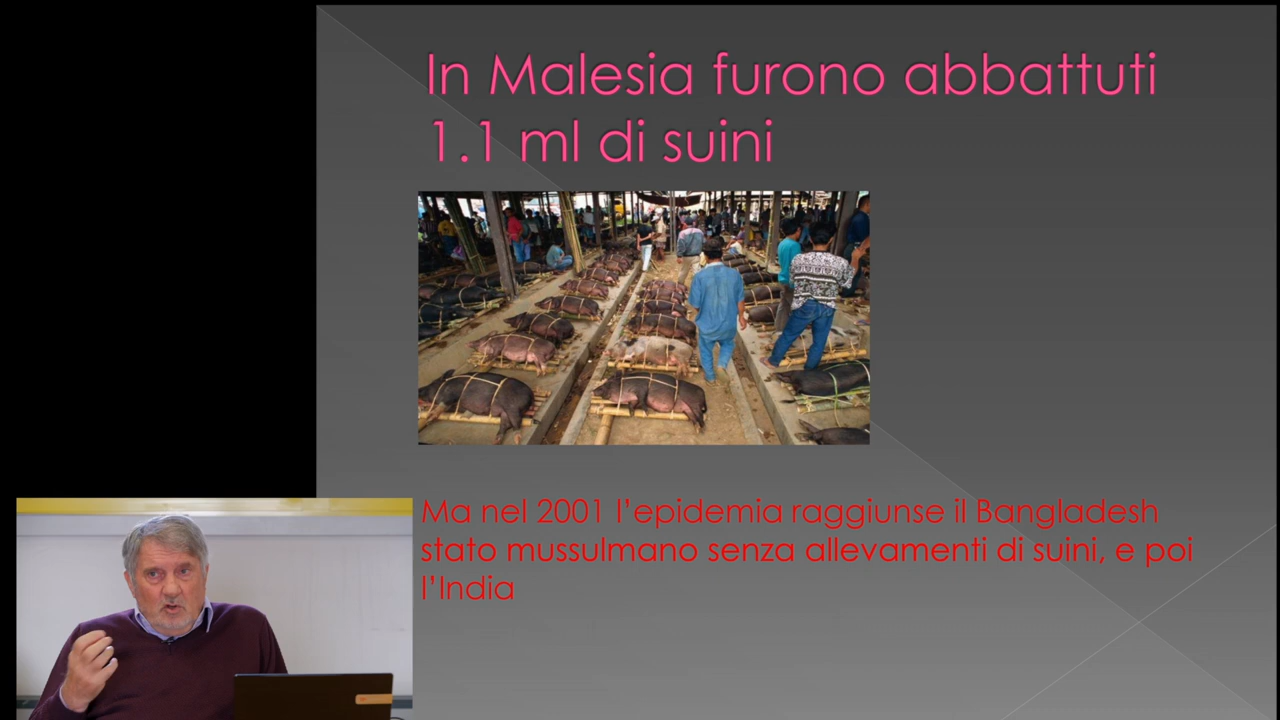 In Malesia furono abbattuti
1.1 ml di suini
Ma nel 2001 l'epidemia raggiunse il Bangladesh
stato mussulmano senza allevamenti di suini, e poi
l'India